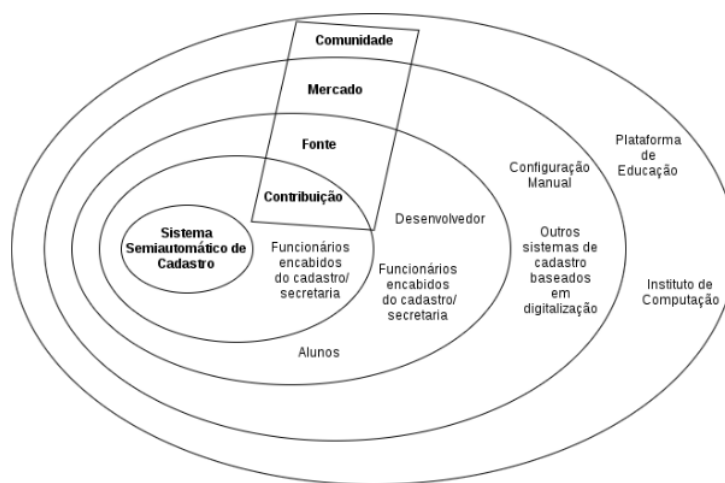 Comunidade
Mercado
Fonte
Contribuição
Sistema
Semiautomático de
Cadastro
Funcionários
encabidos
do cadastro/
secretaria
Desenvolvedor
Funcionários
encabidos
do cadastro/
secretaria
Alunos
Configuração
Manual
Outros
sistemas de
cadastro
baseados
em
digitalização
Plataforma
de
Educação
Instituto de
Computação